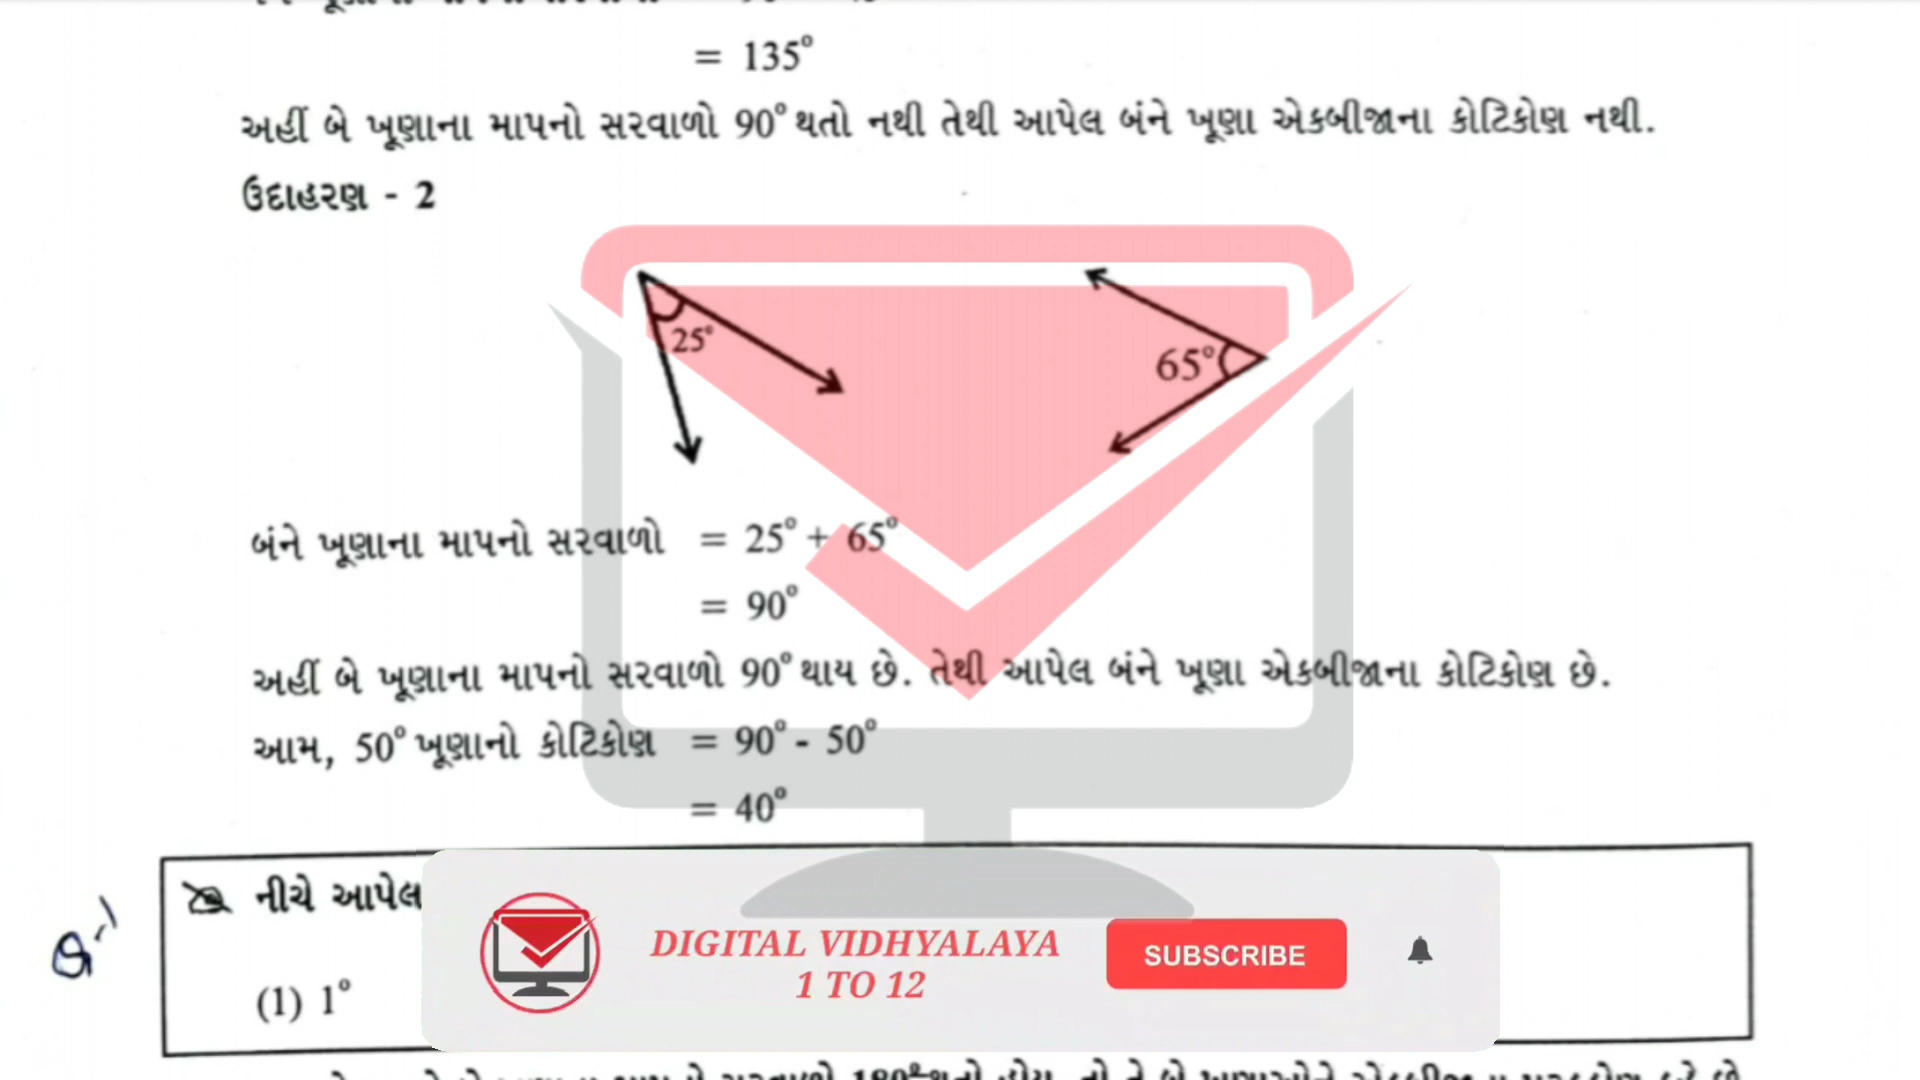 = 135°
અહીં બે ખૂણાના માપનો સરવાળો 90° થતો નથી તેથી આપેલ બંને ખૂણા એકબીજાના કોટિકોણ નથી.
ઉદાહરણ - 2
25°
65°
બંને ખૂણાના માપનો સરવાળો = 25° + 65°
= 90°
અહીં બે ખૂણાના માપનો સરવાળો 90° થાય છે. તેથી આપેલ બંને ખૂણા એકબીજાના કોટિકોણ છે.
આમ, 50° ખૂણાનો કોટિકોણ = 90° - 50°
= 40°
નીચે આપેલ
(1) 1°
DIGITAL VIDHYALAYA
1 TO 12
SUBSCRIBE